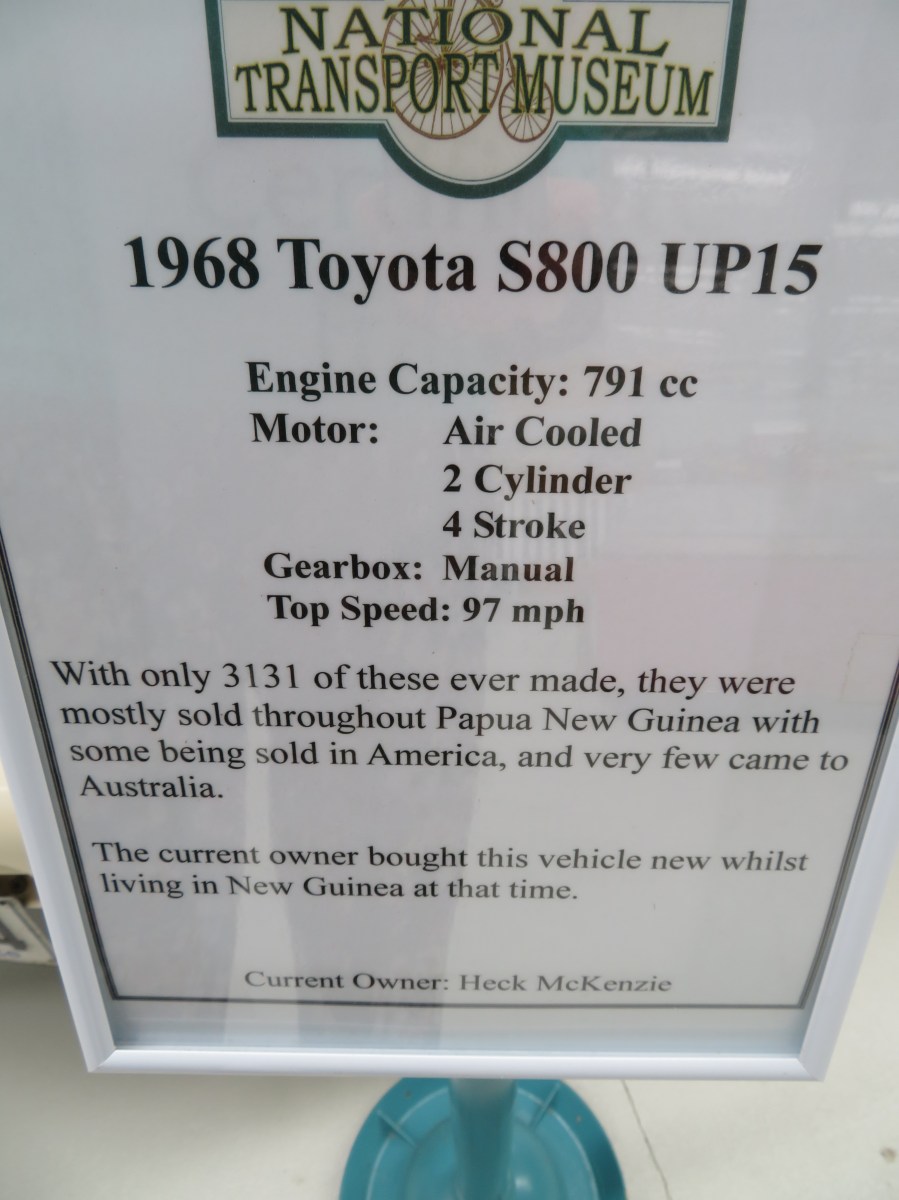 NATIONAL
TRANSPORT MUSEUM
1968 Toyota S800 UP15
Engine Capacity: 791 cc
Motor: Air Cooled
2 Cylinder
4 Stroke
Gearbox: Manual
Top Speed: 97 mph
With only 3131 of these ever made, they were
mostly sold throughout Papua New Guinea with
some being sold in America, and very few came to
Australia.
The current owner bought this vehicle new whilst
living in New Guinea at that time.
Current Owner: Heck McKenzie